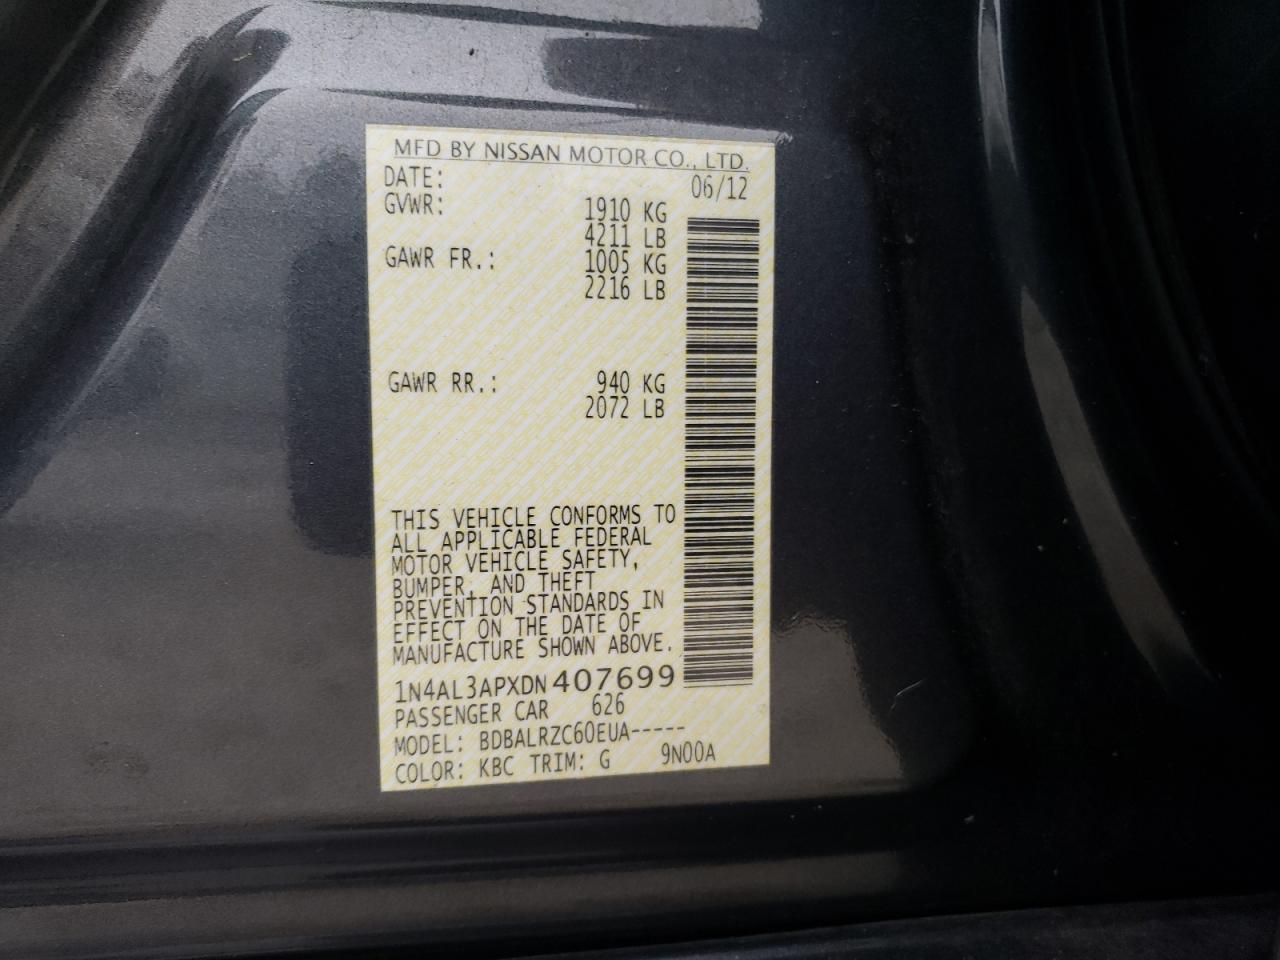 MFD BY NISSAN MOTOR CO., LTD.
DATE: 06/12
GVWR: 1910 KG
4211 LB
GAWR FR.: 1005 KG
2216 LB
GAWR RR.: 940 KG
2072 LB
THIS VEHICLE CONFORMS TO
ALL APPLICABLE FEDERAL
MOTOR VEHICLE SAFETY,
BUMPER, AND THEFT
PREVENTION STANDARDS IN
EFFECT ON THE DATE OF
MANUFACTURE SHOWN ABOVE.
1N4AL3APXDN407699
PASSENGER CAR 626
MODEL: BDBALRZC60EUA-----
COLOR: KBC TRIM: G 9N00A